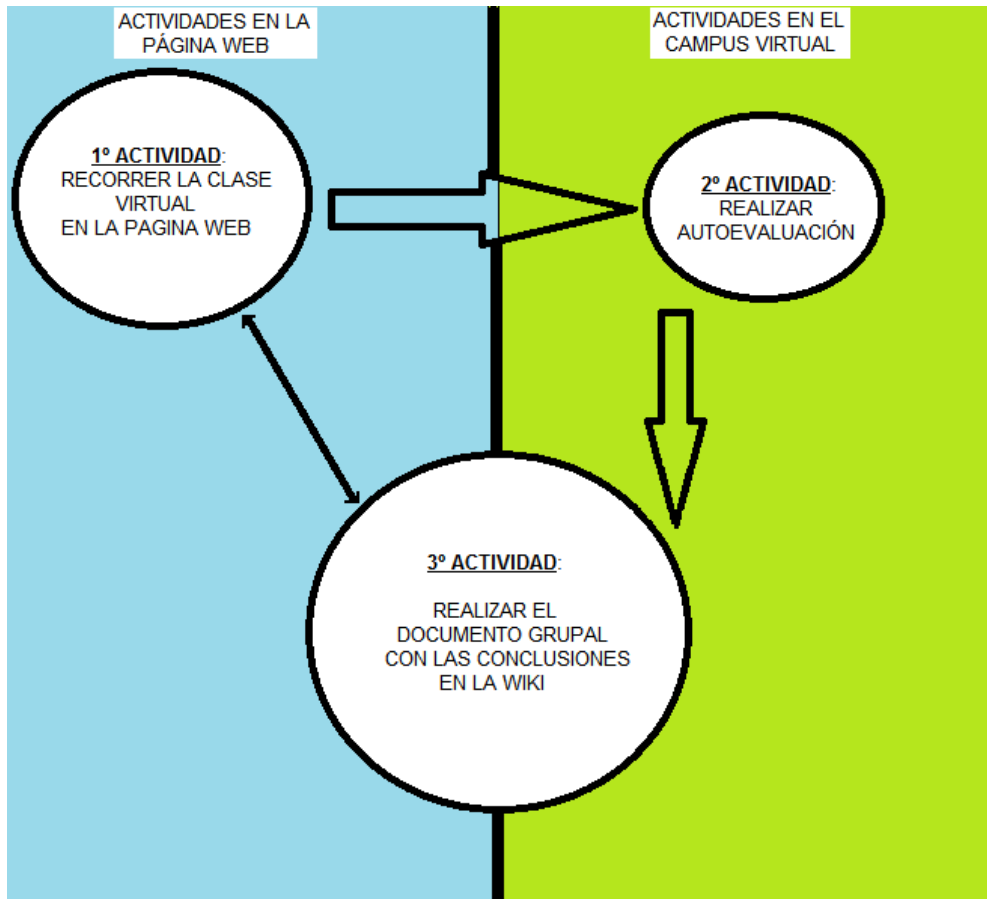 ACTIVIDADES EN LA
PÁGINA WEB
ACTIVIDADES EN EL
CAMPUS VIRTUAL
1º ACTIVIDAD:
RECORRER LA CLASE
VIRTUAL
EN LA PAGINA WEB
2º ACTIVIDAD:
REALIZAR
AUTOEVALUACIÓN
3º ACTIVIDAD:
REALIZAR EL
DOCUMENTO GRUPAL
CON LAS CONCLUSIONES
EN LA WIKI